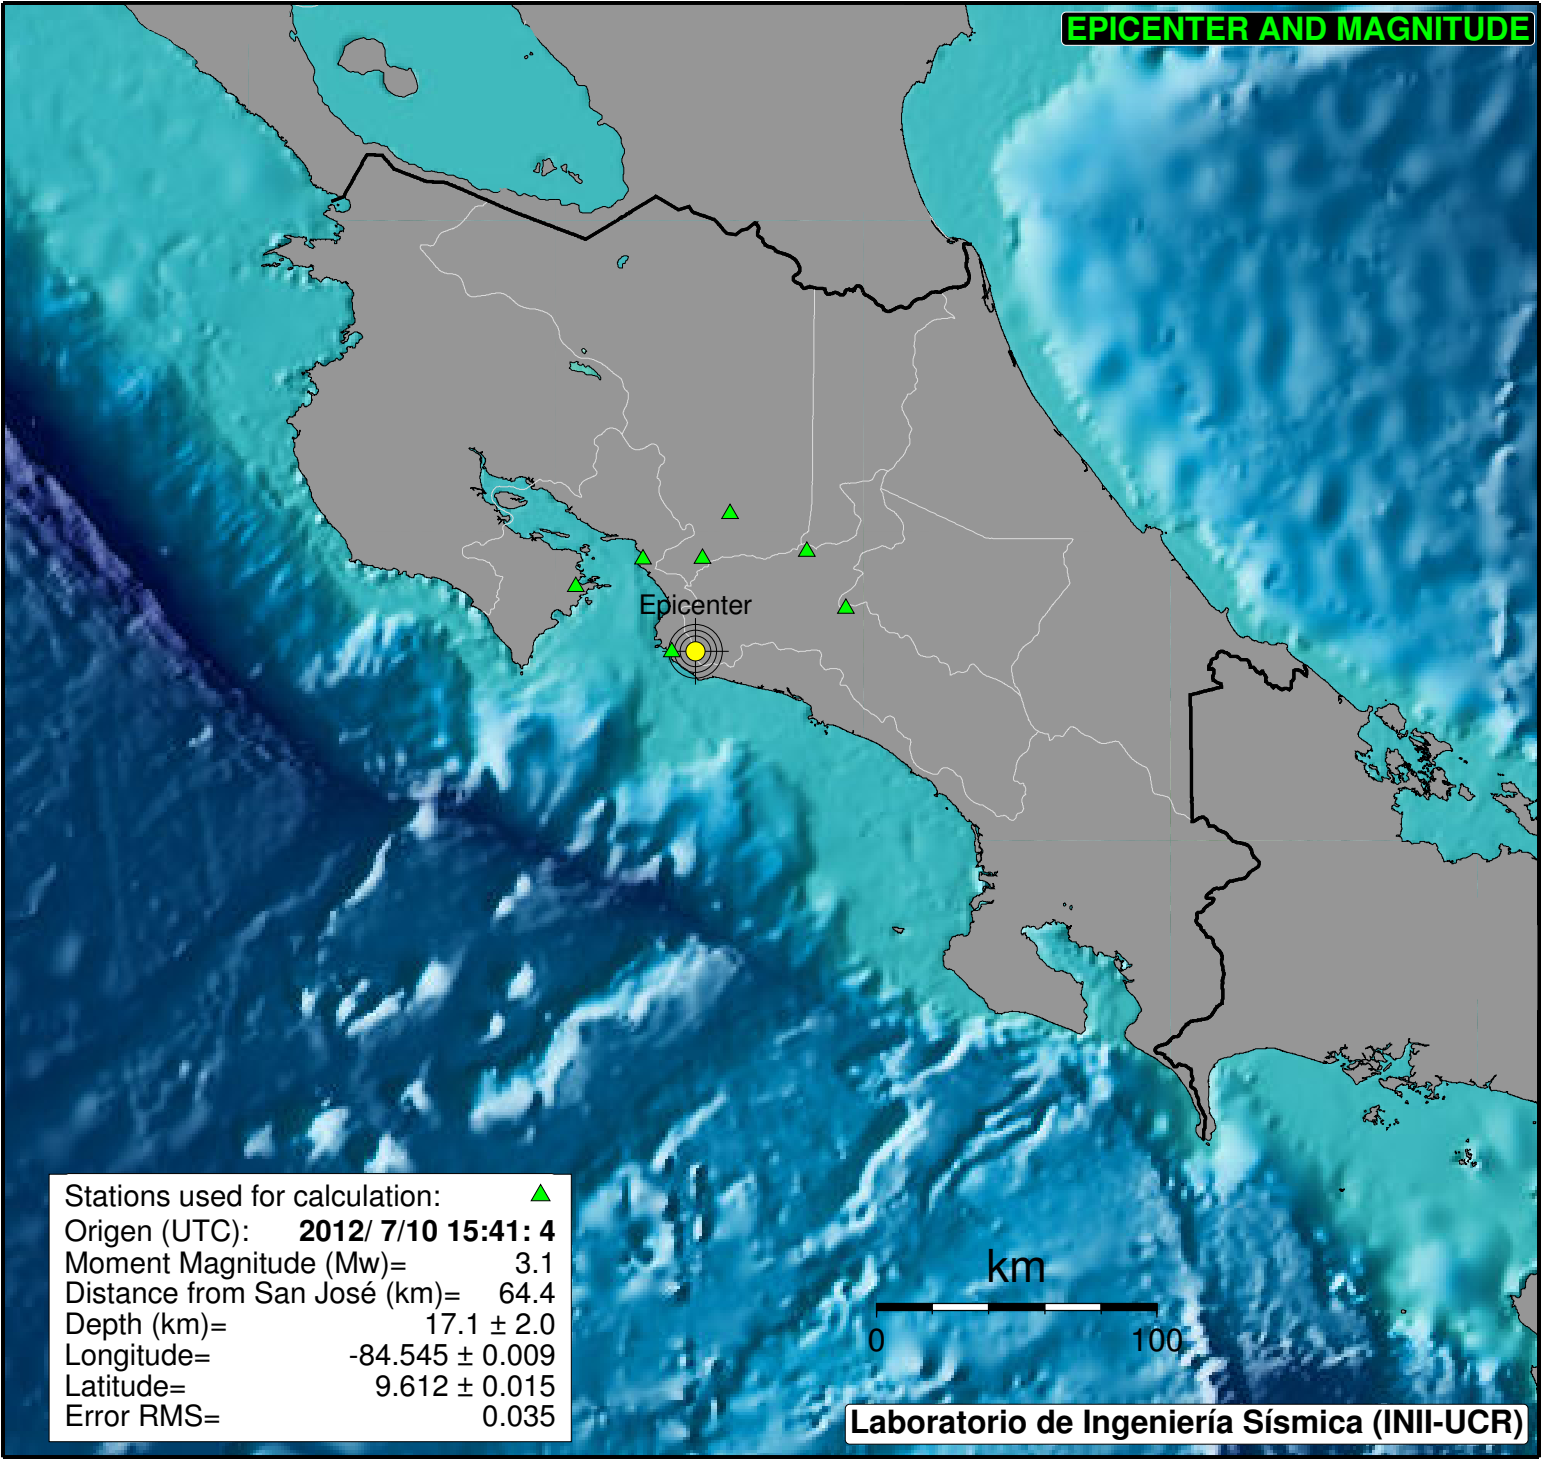 EPICENTER AND MAGNITUDE
Epicenter
Stations used for calculation:
Origen (UTC): 2012/ 7/10 15:41: 4
Moment Magnitude (Mw)= 3.1
Distance from San José (km)= 64.4
Depth (km)= 17.1 ± 2.0
Longitude= -84.545 ± 0.009
Latitude= 9.612 ± 0.015
Error RMS= 0.035
km
0 100
Laboratorio de Ingeniería Sísmica (INII-UCR)